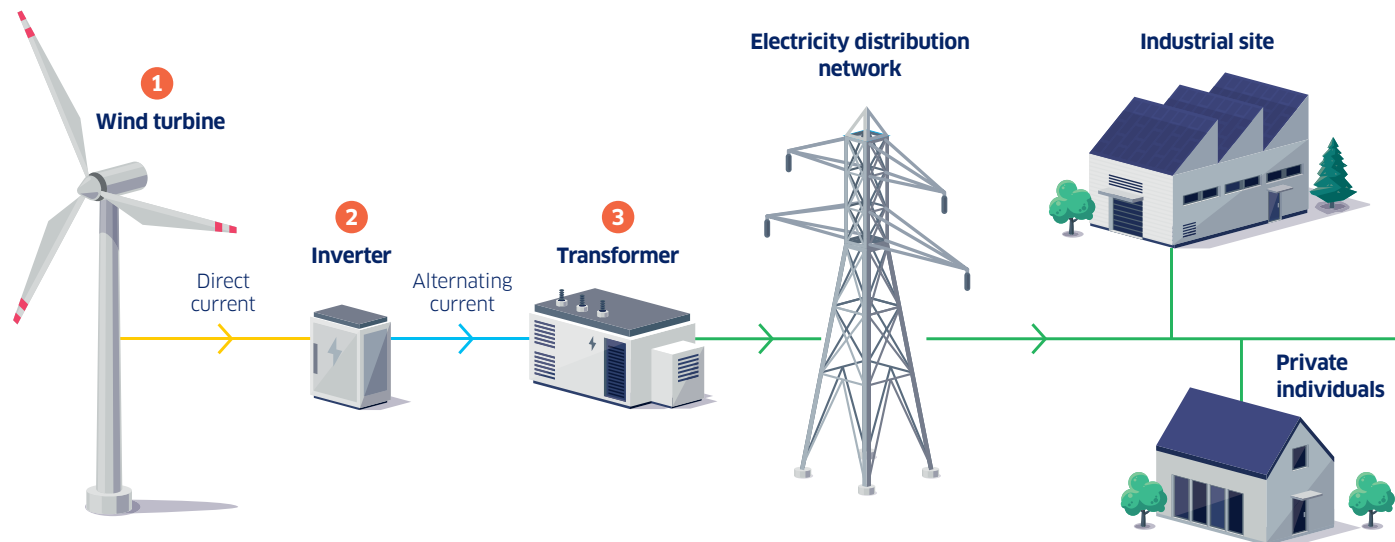 1
Wind turbine
Direct
current
2
Inverter
Alternating
current
3
Transformer
Electricity distribution
network
Industrial site
Private
individuals